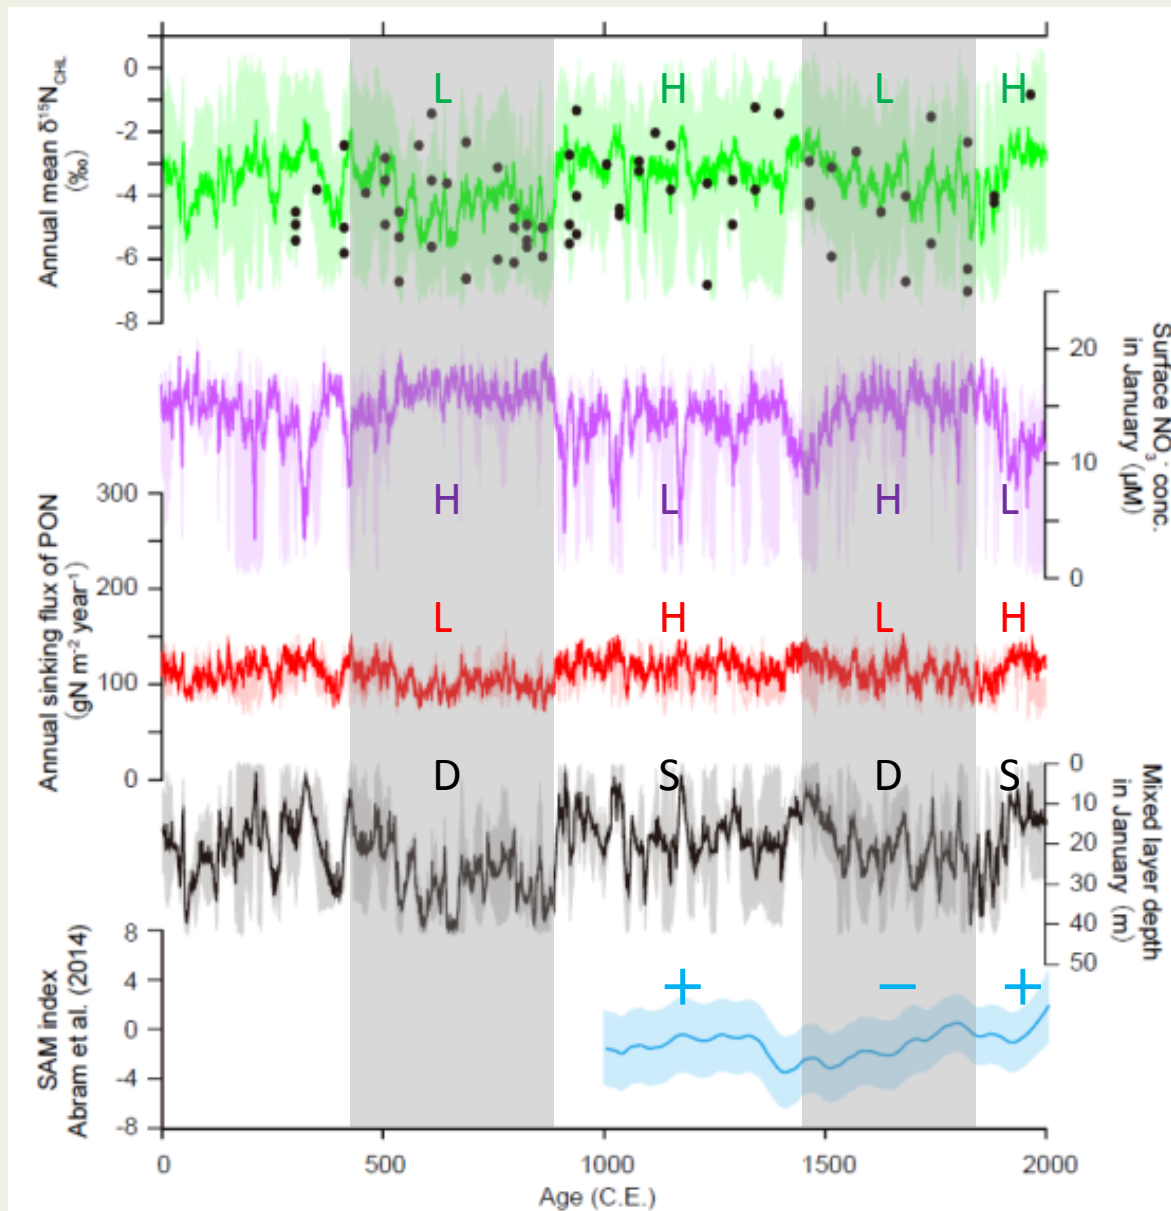 Annual mean δ¹⁵N_CHL
(‰)
0
-2
-4
-6
-8
L
H
L
H
Surface NO₃⁻ conc.
in January (μM)
20
10
0
H
L
H
L
Annual sinking flux of PON
(gN m⁻² year⁻¹)
300
200
100
0
L
H
L
H
D
S
D
S
Mixed layer depth
in January (m)
0
10
20
30
40
50
SAM index
Abram et al. (2014)
8
4
0
-4
-8
+
−
+
0
500
1000
1500
2000
Age (C.E.)